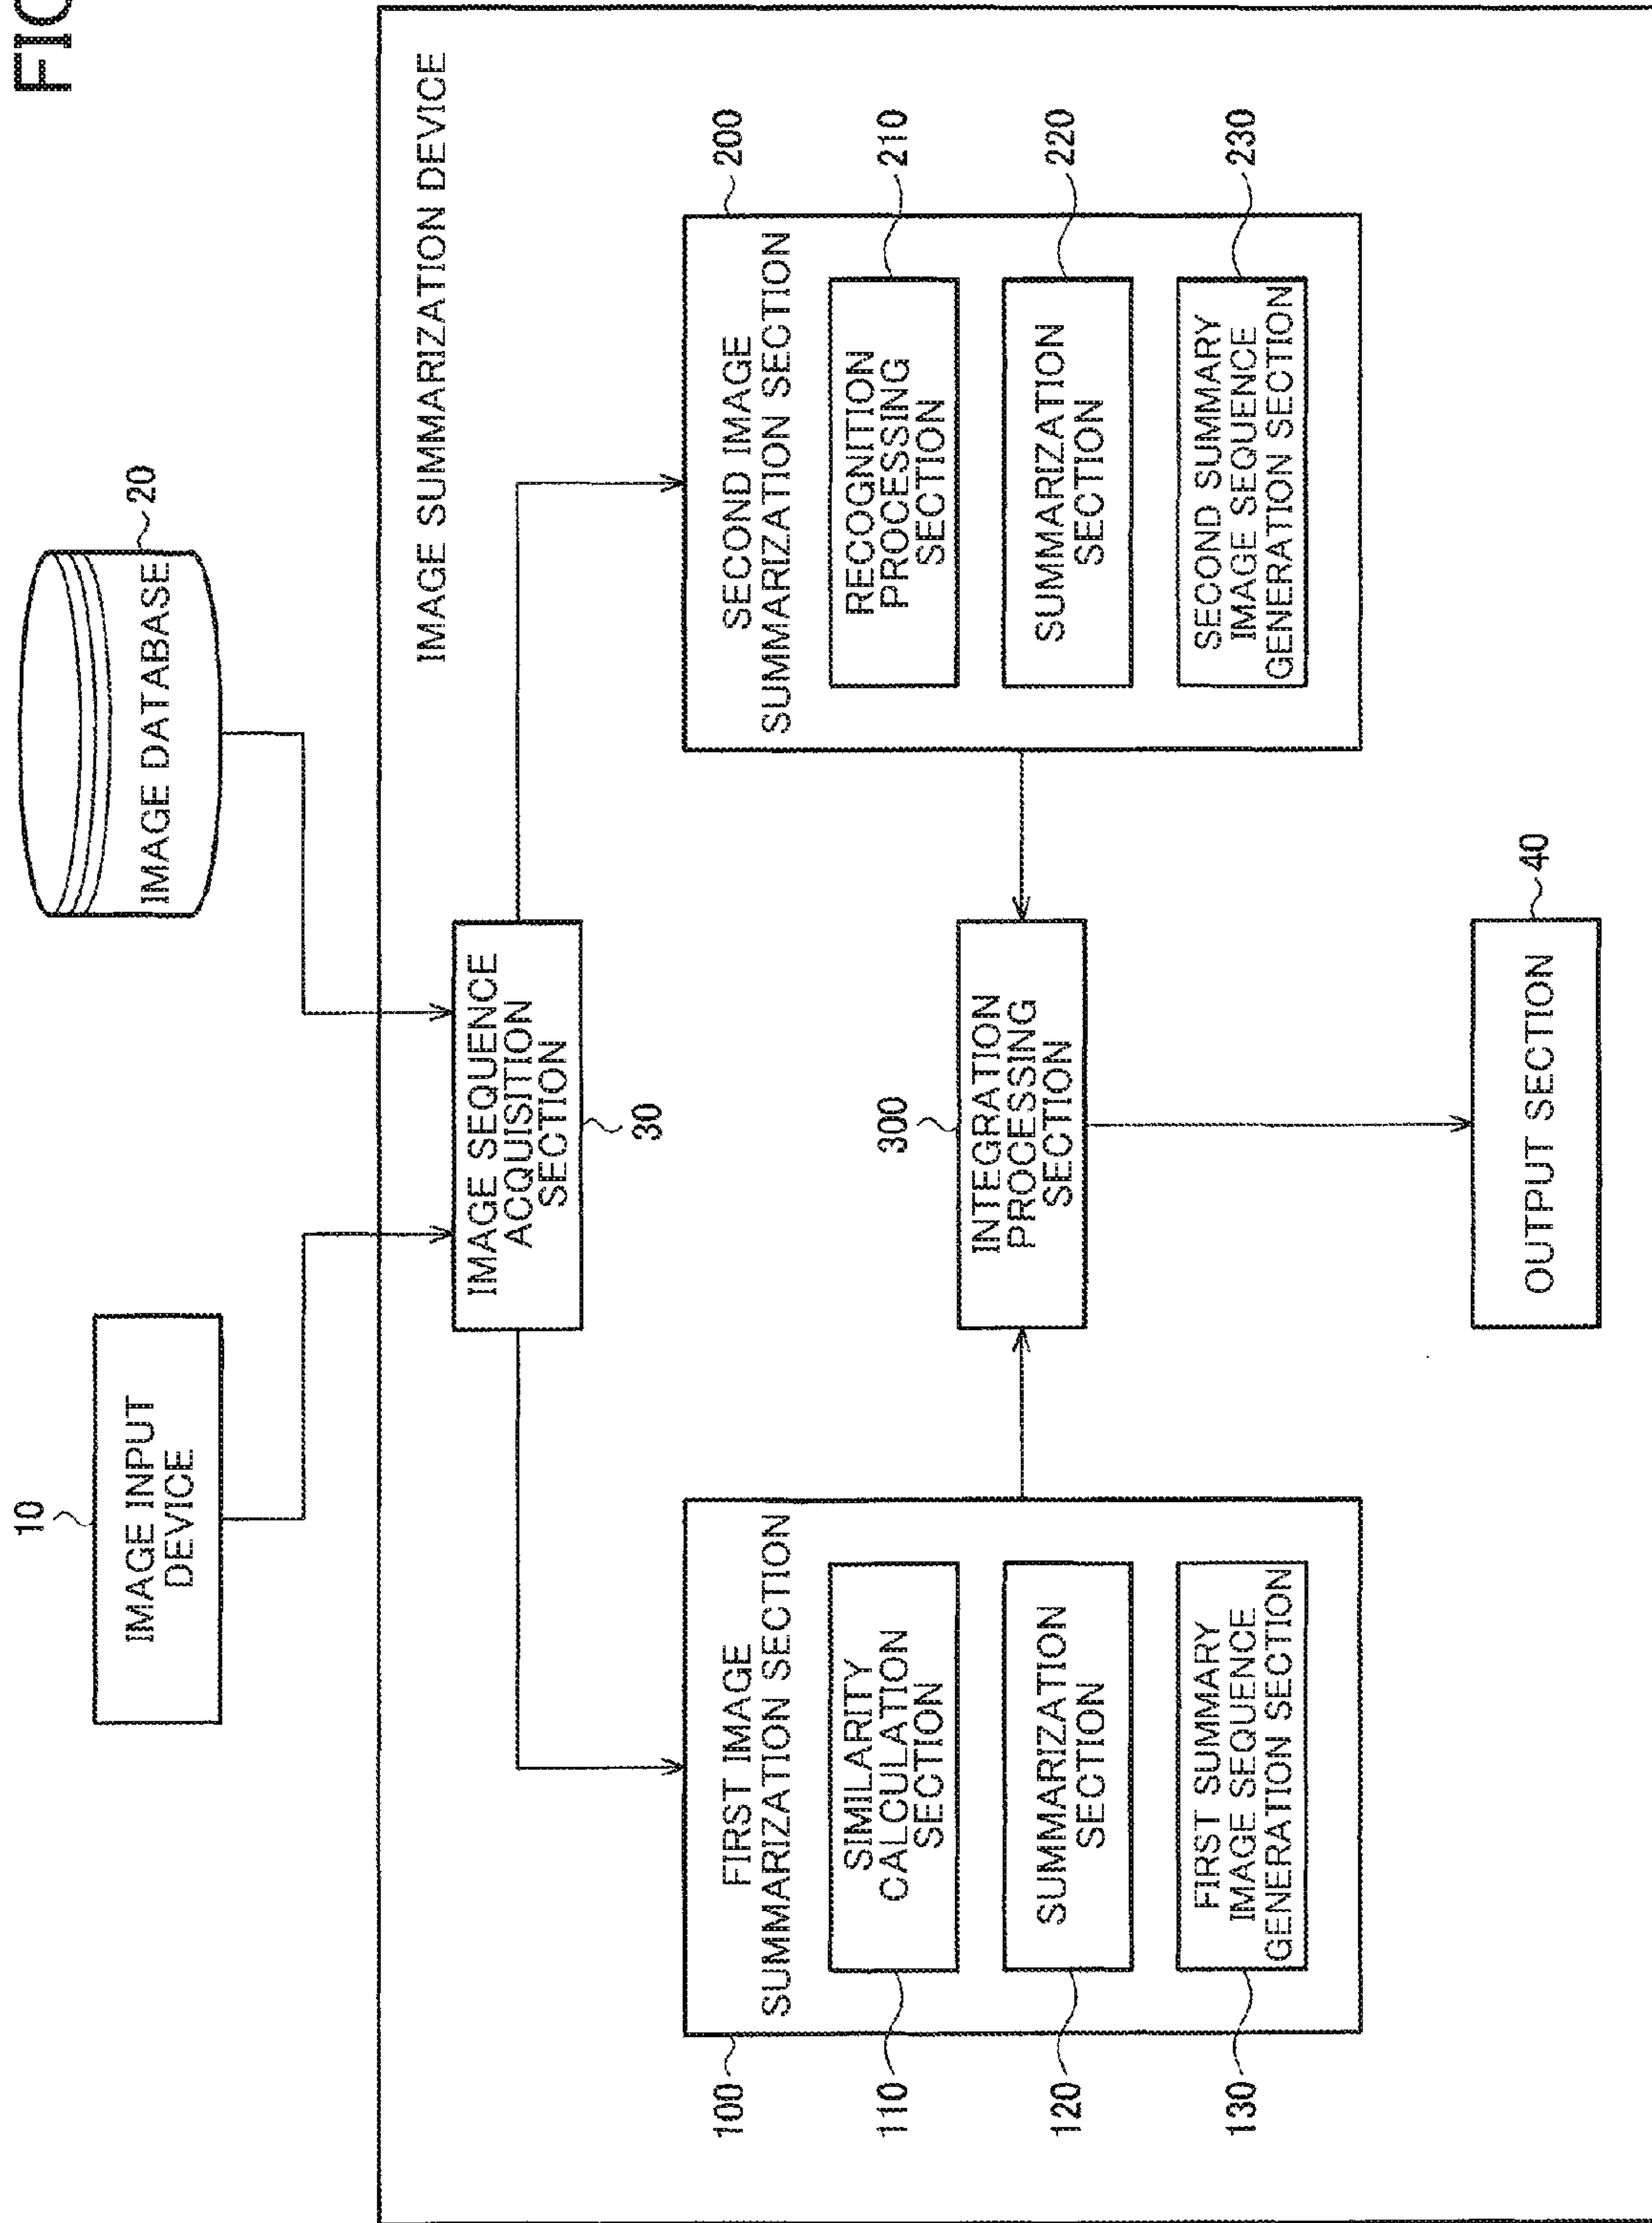 FIG
10
IMAGE INPUT
DEVICE
20
IMAGE DATABASE
IMAGE SUMMARIZATION DEVICE
IMAGE SEQUENCE
ACQUISITION
SECTION
30
100
FIRST IMAGE
SUMMARIZATION SECTION
110
SIMILARITY
CALCULATION
SECTION
120
SUMMARIZATION
SECTION
130
FIRST SUMMARY
IMAGE SEQUENCE
GENERATION SECTION
300
INTEGRATION
PROCESSING
SECTION
200
SECOND IMAGE
SUMMARIZATION SECTION
210
RECOGNITION
PROCESSING
SECTION
220
SUMMARIZATION
SECTION
230
SECOND SUMMARY
IMAGE SEQUENCE
GENERATION SECTION
40
OUTPUT SECTION